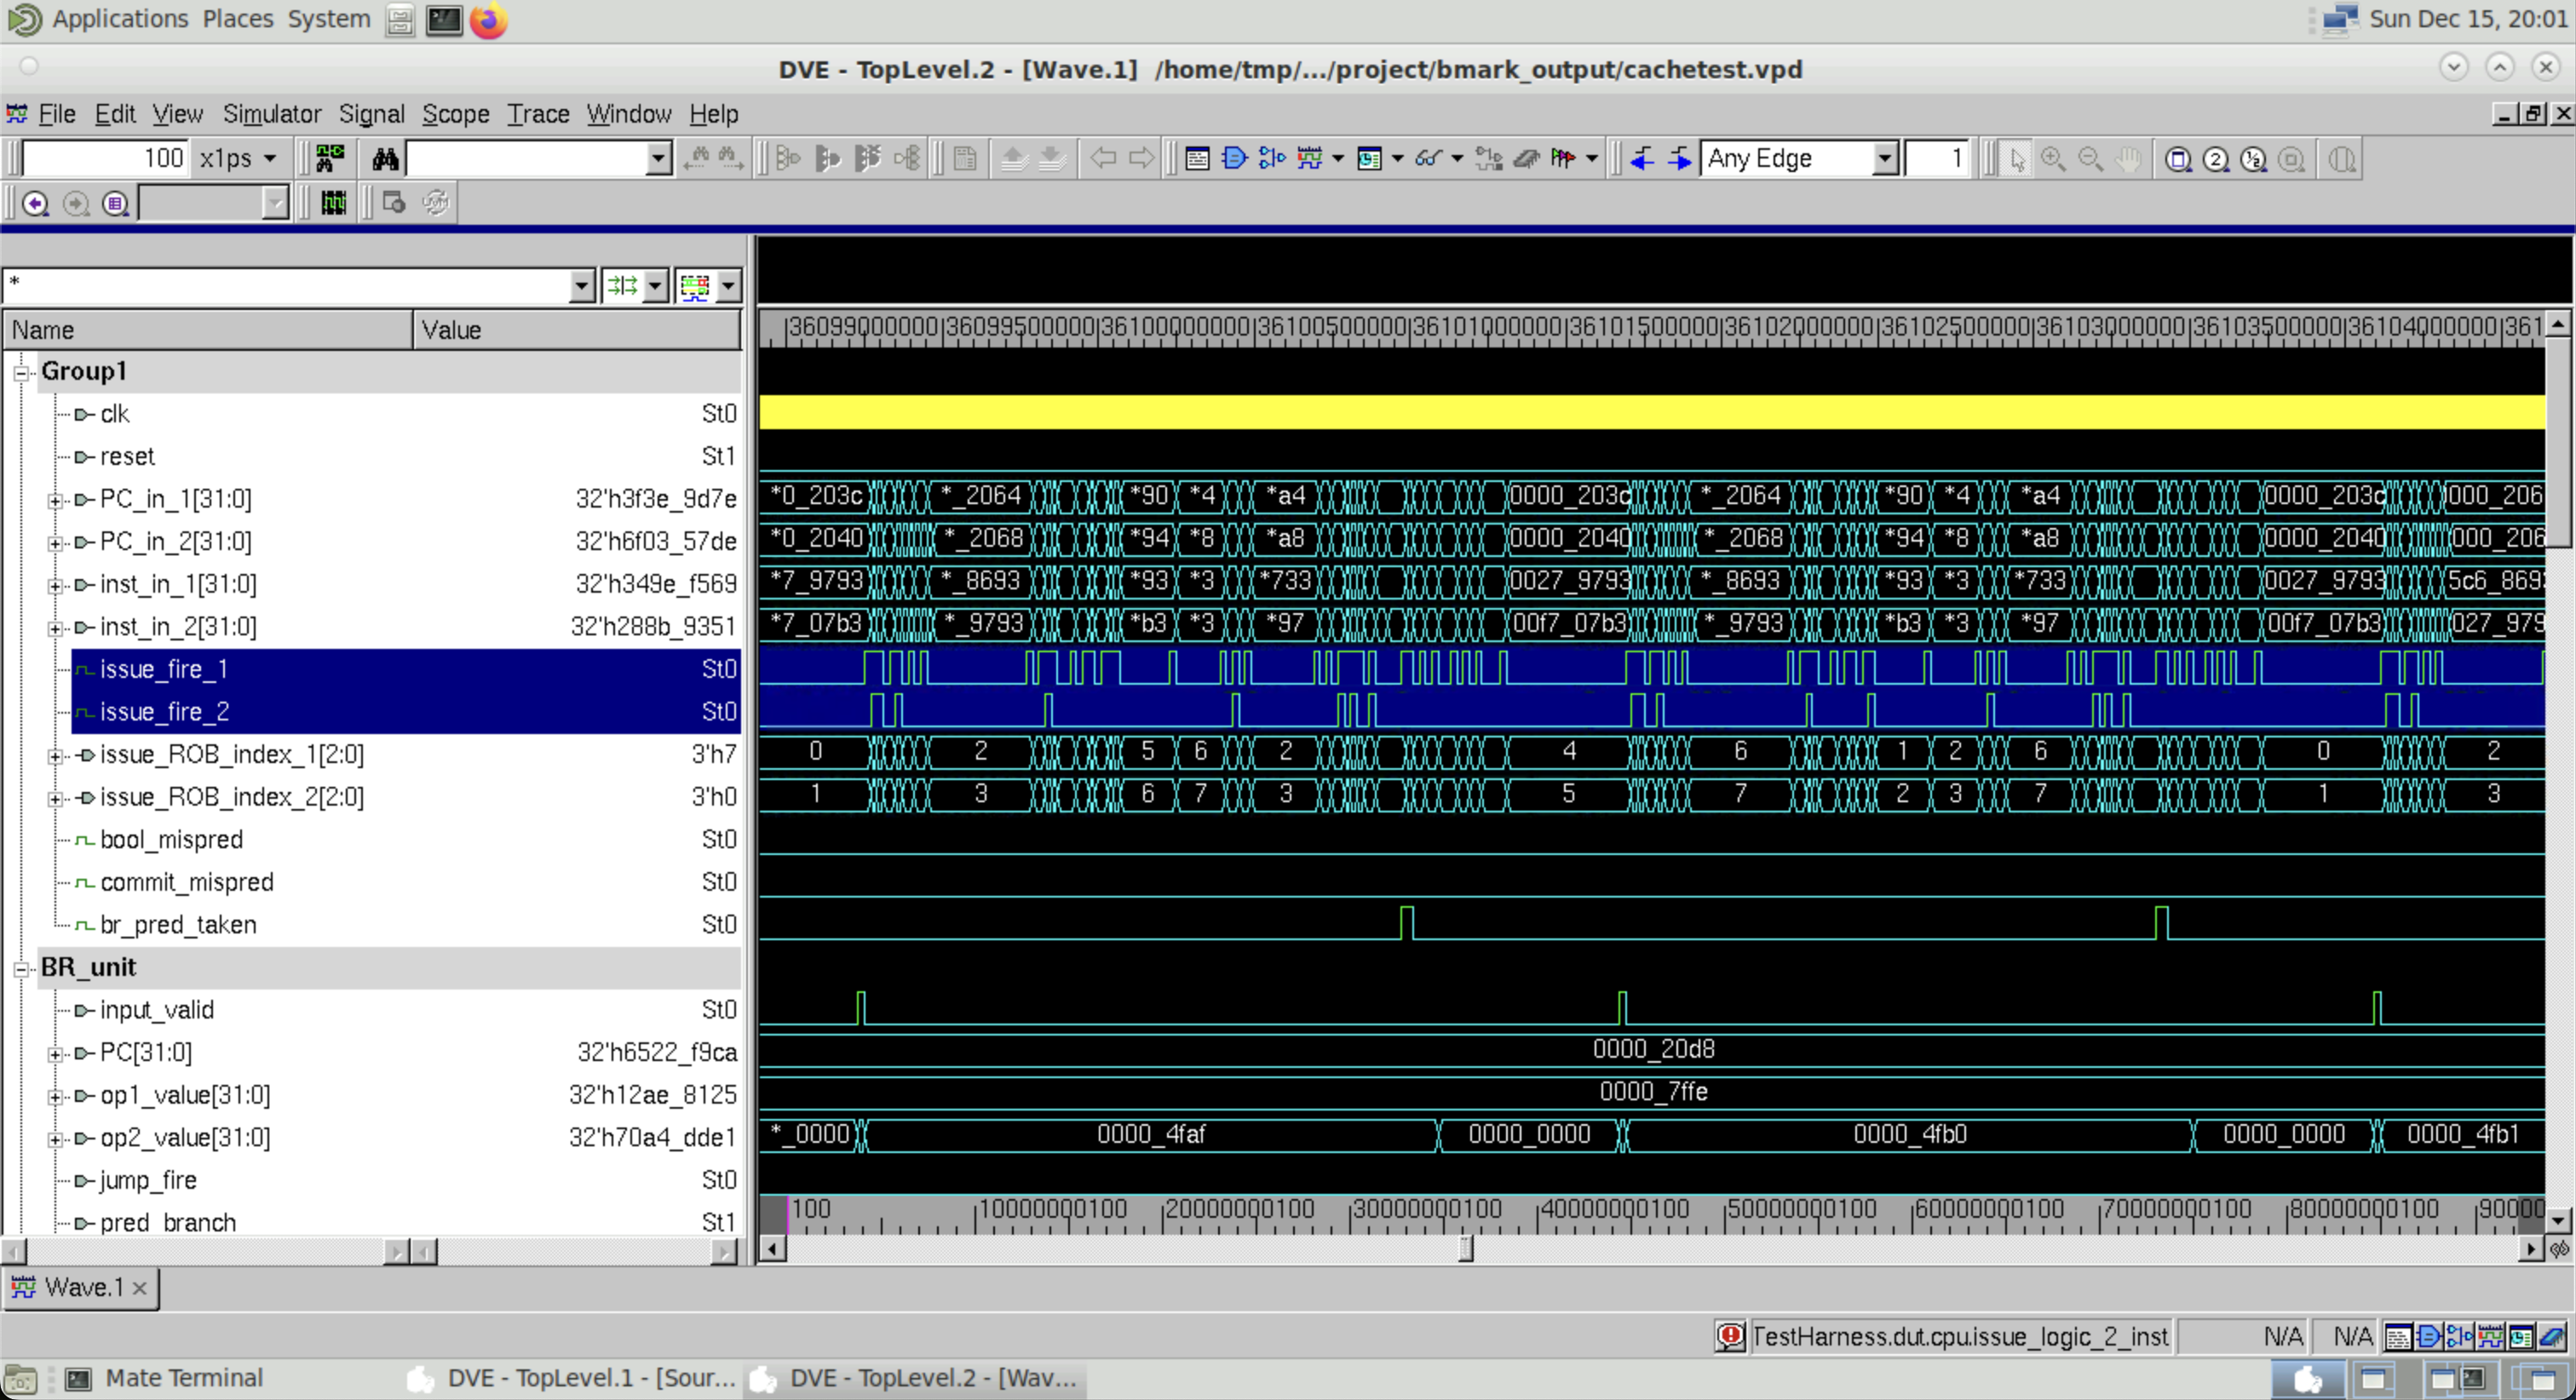 Applications Places System Sun Dec 15, 20:01
DVE - TopLevel.2 - [Wave.1] /home/tmp/.../project/bmark_output/cachetest.vpd
File Edit View Simulator Signal Scope Trace Window Help
100 x1ps Any Edge 1
*
Name Value
|36099000000|36099500000|36100000000|36100500000|36101000000|36101500000|36102000000|36102500000|36103000000|36103500000|36104000000|361
Group1
clk St0
reset St1
PC_in_1[31:0] 32'h3f3e_9d7e *0_203c *_2064 *90 *4 *a4 0000_203c *_2064 *90 *4 *a4 0000_203c 000_206
PC_in_2[31:0] 32'h6f03_57de *0_2040 *_2068 *94 *8 *a8 0000_2040 *_2068 *94 *8 *a8 0000_2040 000_206
inst_in_1[31:0] 32'h349e_f569 *7_9793 *_8693 *93 *3 *733 0027_9793 *_8693 *93 *3 *733 0027_9793 5c6_869
inst_in_2[31:0] 32'h288b_9351 *7_07b3 *_9793 *b3 *3 *97 00f7_07b3 *_9793 *b3 *3 *97 00f7_07b3 027_979
issue_fire_1 St0
issue_fire_2 St0
issue_ROB_index_1[2:0] 3'h7 0 2 5 6 2 4 6 1 2 6 0 2
issue_ROB_index_2[2:0] 3'h0 1 3 6 7 3 5 7 2 3 7 1 3
bool_mispred St0
commit_mispred St0
br_pred_taken St0
BR_unit
input_valid St0
PC[31:0] 32'h6522_f9ca 0000_20d8
op1_value[31:0] 32'h12ae_8125 0000_7ffe
op2_value[31:0] 32'h70a4_dde1 *_0000 0000_4faf 0000_0000 0000_4fb0 0000_0000 0000_4fb1
jump_fire St0
pred_branch St1
|100 |10000000100 |20000000100 |30000000100 |40000000100 |50000000100 |60000000100 |70000000100 |80000000100 |90000
Wave.1
TestHarness.dut.cpu.issue_logic_2_inst N/A N/A
Mate Terminal DVE - TopLevel.1 - [Sour... DVE - TopLevel.2 - [Wav...